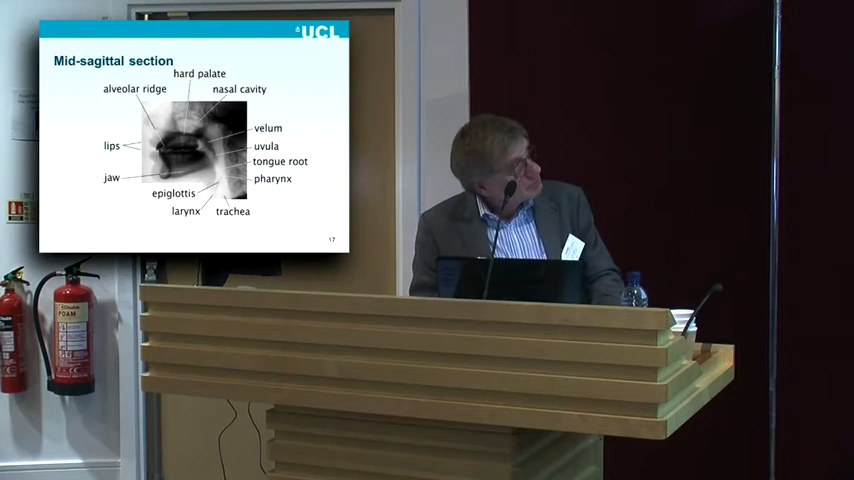 UCL
Mid-sagittal section
hard palate
alveolar ridge
nasal cavity
velum
lips
uvula
tongue root
jaw
pharynx
epiglottis
larynx
trachea
17
FOAM